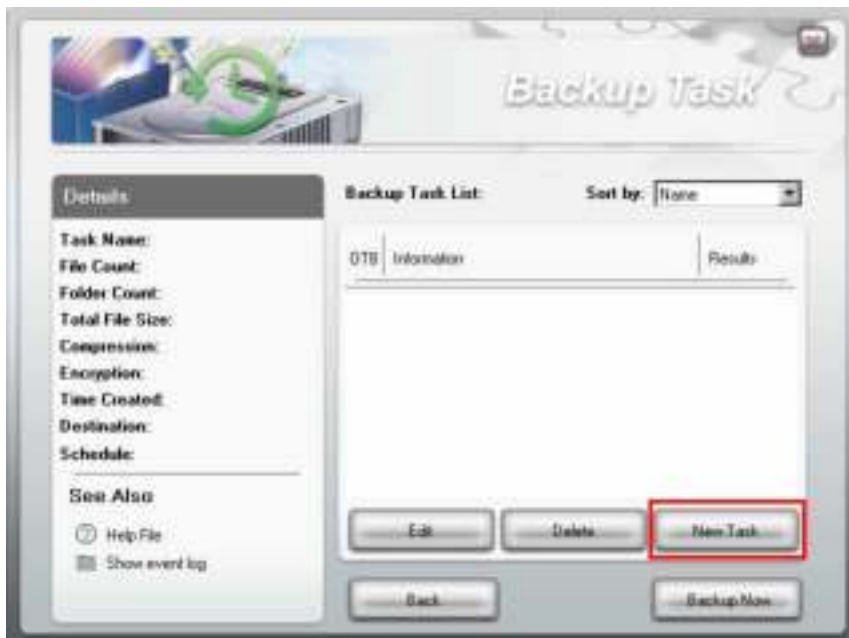 Backup Task
Details
Task Name:
File Count:
Folder Count:
Total File Size:
Compression:
Encryption:
Time Created:
Destination:
Schedule:
See Also
Help File
Show event log
Backup Task List:
Sort by: Name
OTB Information Results
Edit Delete New Task
Back Backup Now